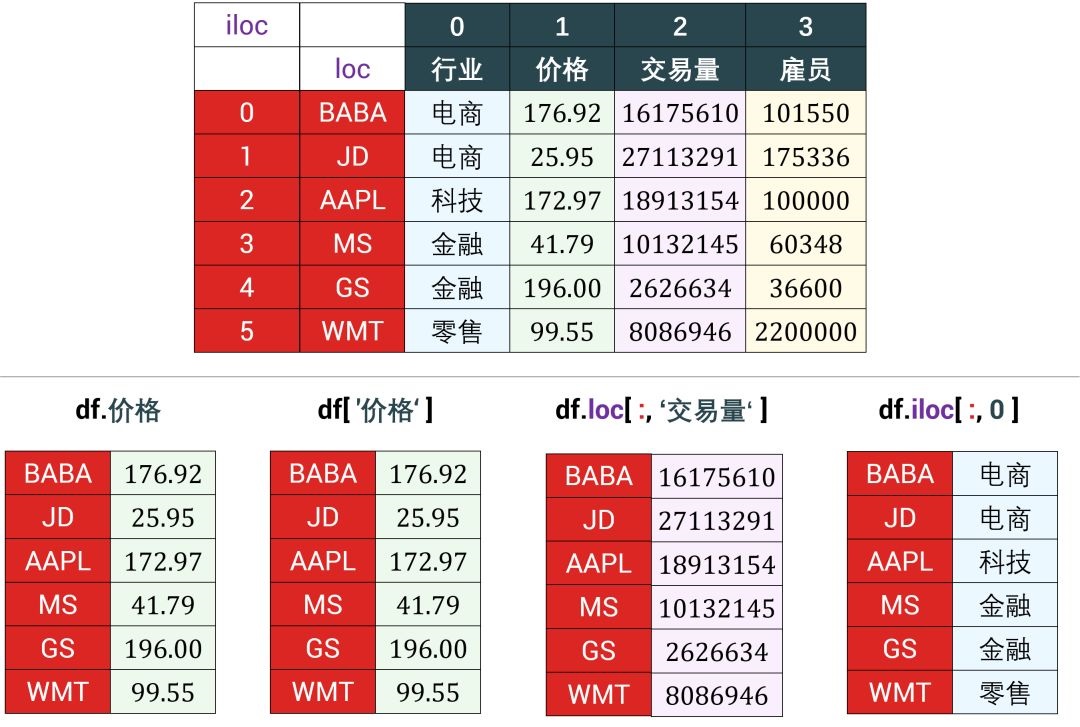 iloc 0 1 2 3
loc 行业 价格 交易量 雇员
0 BABA 电商 176.92 16175610 101550
1 JD 电商 25.95 27113291 175336
2 AAPL 科技 172.97 18913154 100000
3 MS 金融 41.79 10132145 60348
4 GS 金融 196.00 2626634 36600
5 WMT 零售 99.55 8086946 2200000
df.价格 df['价格‘] df.loc[:, ‘交易量‘] df.iloc[:, 0]
BABA 176.92 BABA 176.92 BABA 16175610 BABA 电商
JD 25.95 JD 25.95 JD 27113291 JD 电商
AAPL 172.97 AAPL 172.97 AAPL 18913154 AAPL 科技
MS 41.79 MS 41.79 MS 10132145 MS 金融
GS 196.00 GS 196.00 GS 2626634 GS 金融
WMT 99.55 WMT 99.55 WMT 8086946 WMT 零售